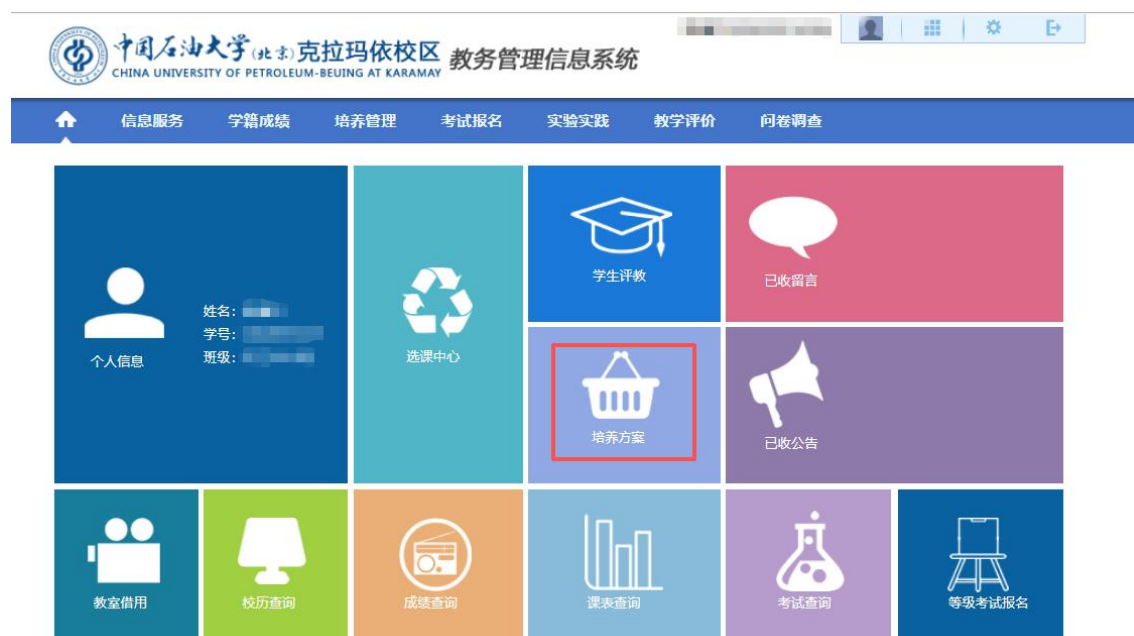 中国石油大学(北京)克拉玛依校区 教务管理信息系统
CHINA UNIVERSITY OF PETROLEUM-BEIJING AT KARAMAY
信息服务 学籍成绩 培养管理 考试报名 实验实践 教学评价 问卷调查
个人信息
姓名:
学号:
班级:
选课中心
学生评教
已收留言
培养方案
已收公告
教室借用
校历查询
成绩查询
课表查询
考试查询
等级考试报名